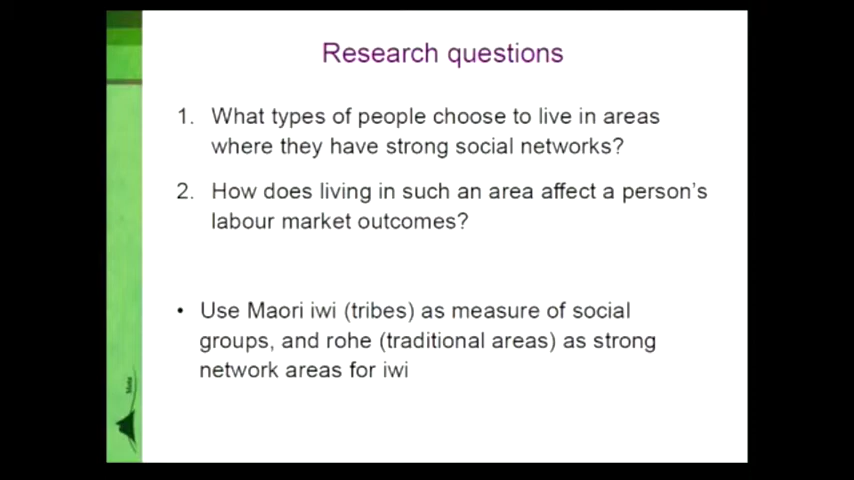 Research questions
1. What types of people choose to live in areas
where they have strong social networks?
2. How does living in such an area affect a person's
labour market outcomes?
• Use Maori iwi (tribes) as measure of social
groups, and rohe (traditional areas) as strong
network areas for iwi
Motu